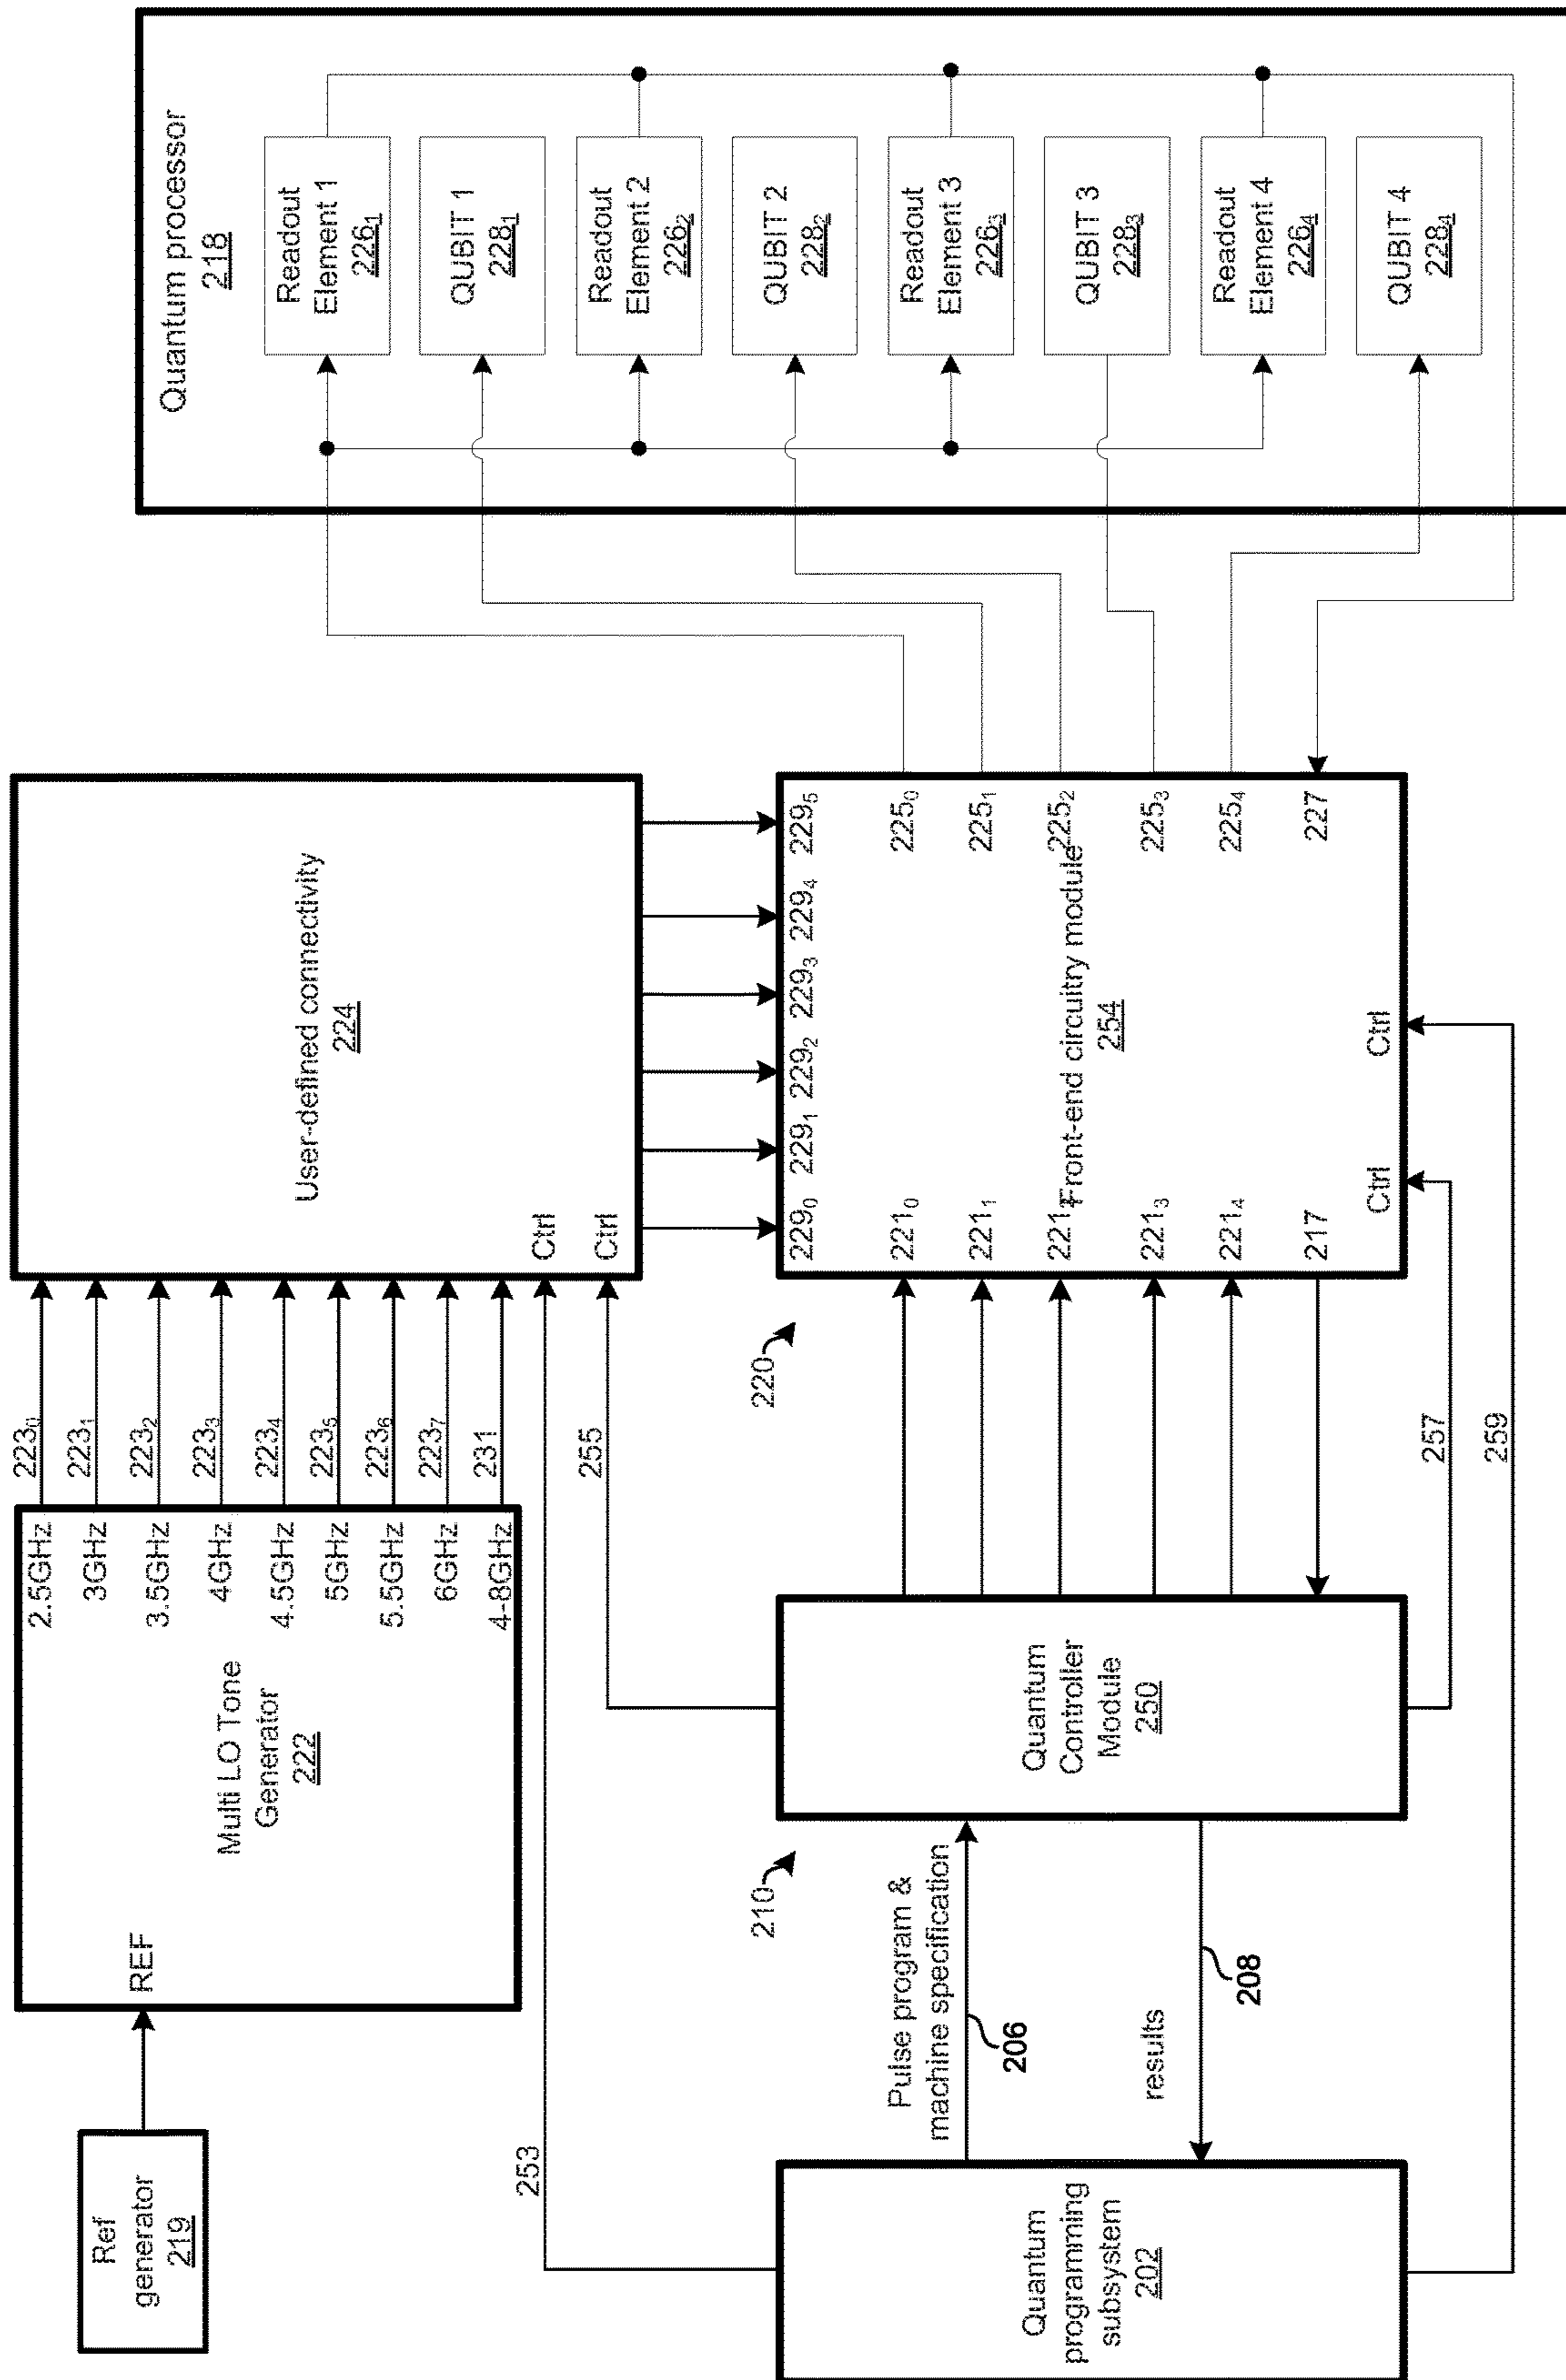 Ref
generator
219
REF
Multi LO Tone
Generator
222
2.5GHz
3GHz
3.5GHz
4GHz
4.5GHz
5GHz
5.5GHz
6GHz
4-8GHz
223₀
223₁
223₂
223₃
223₄
223₅
223₆
223₇
231
253
255
Ctrl
Ctrl
User-defined connectivity
224
Quantum
programming
subsystem
202
Pulse program &
machine specification
206
results
208
210
Quantum
Controller
Module
250
220
229₀
229₁
229₂
229₃
229₄
229₅
221₀
221₁
221
221₃
221₄
217
Front-end circuitry module
254
Ctrl
Ctrl
225₀
225₁
225₂
225₃
225₄
227
257
259
Quantum processor
218
Readout
Element 1
226₁
QUBIT 1
228₁
Readout
Element 2
226₂
QUBIT 2
228₂
Readout
Element 3
226₃
QUBIT 3
228₃
Readout
Element 4
226₄
QUBIT 4
228₄